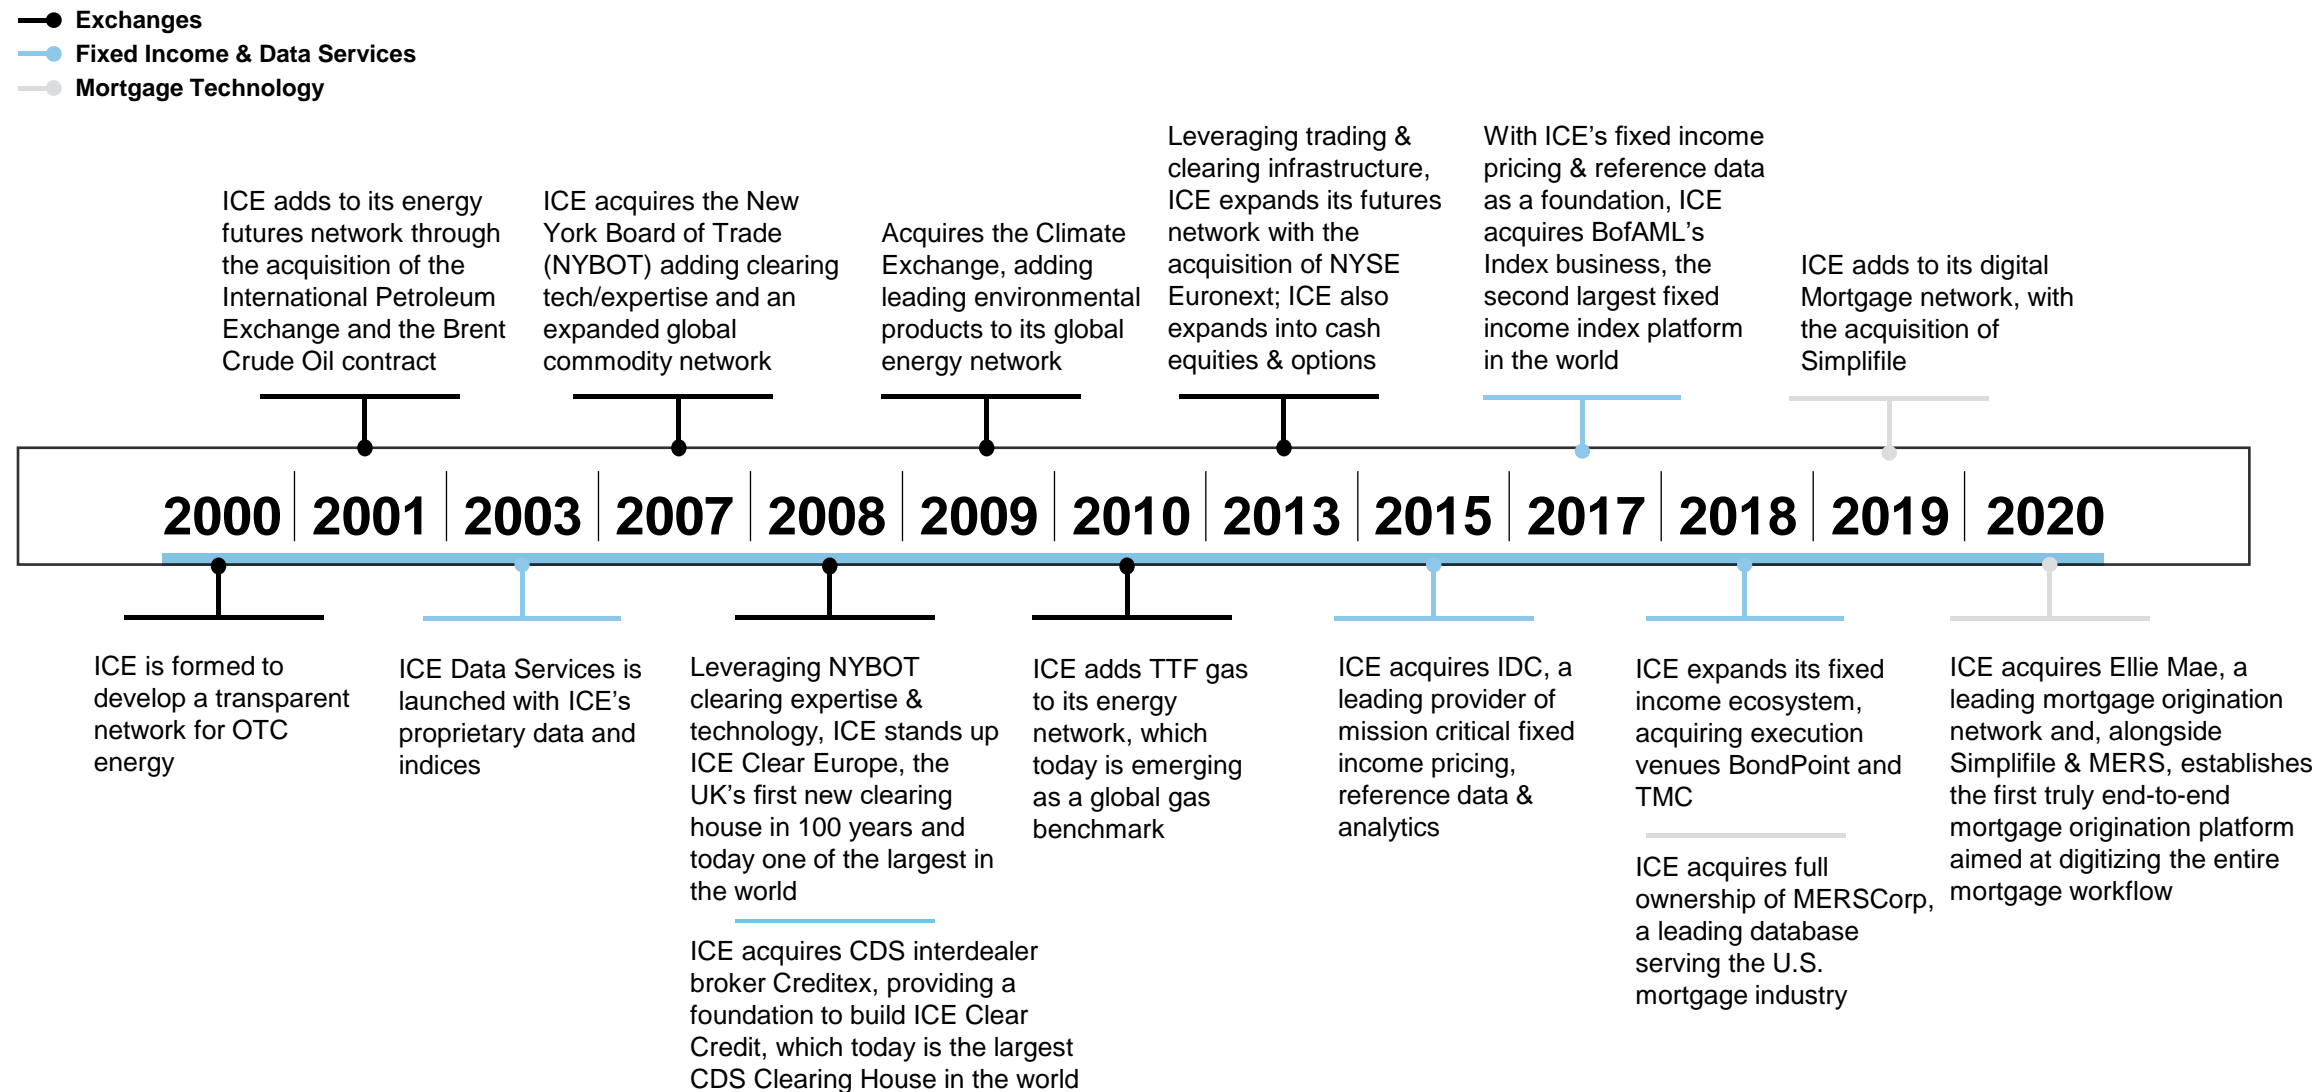 Exchanges
Fixed Income & Data Services
Mortgage Technology
ICE adds to its energy
futures network through
the acquisition of the
International Petroleum
Exchange and the Brent
Crude Oil contract
ICE acquires the New
York Board of Trade
(NYBOT) adding clearing
tech/expertise and an
expanded global
commodity network
Acquires the Climate
Exchange, adding
leading environmental
products to its global
energy network
Leveraging trading &
clearing infrastructure,
ICE expands its futures
network with the
acquisition of NYSE
Euronext; ICE also
expands into cash
equities & options
With ICE’s fixed income
pricing & reference data
as a foundation, ICE
acquires BofAML’s
Index business, the
second largest fixed
income index platform
in the world
ICE adds to its digital
Mortgage network, with
the acquisition of
Simplifile
2000 2001 2003 2007 2008 2009 2010 2013 2015 2017 2018 2019 2020
ICE is formed to
develop a transparent
network for OTC
energy
ICE Data Services is
launched with ICE’s
proprietary data and
indices
Leveraging NYBOT
clearing expertise &
technology, ICE stands up
ICE Clear Europe, the
UK’s first new clearing
house in 100 years and
today one of the largest in
the world
ICE acquires CDS interdealer
broker Creditex, providing a
foundation to build ICE Clear
Credit, which today is the largest
CDS Clearing House in the world
ICE adds TTF gas
to its energy
network, which
today is emerging
as a global gas
benchmark
ICE acquires IDC, a
leading provider of
mission critical fixed
income pricing,
reference data &
analytics
ICE expands its fixed
income ecosystem,
acquiring execution
venues BondPoint and
TMC
ICE acquires full
ownership of MERSCorp,
a leading database
serving the U.S.
mortgage industry
ICE acquires Ellie Mae, a
leading mortgage origination
network and, alongside
Simplifile & MERS, establishes
the first truly end-to-end
mortgage origination platform
aimed at digitizing the entire
mortgage workflow